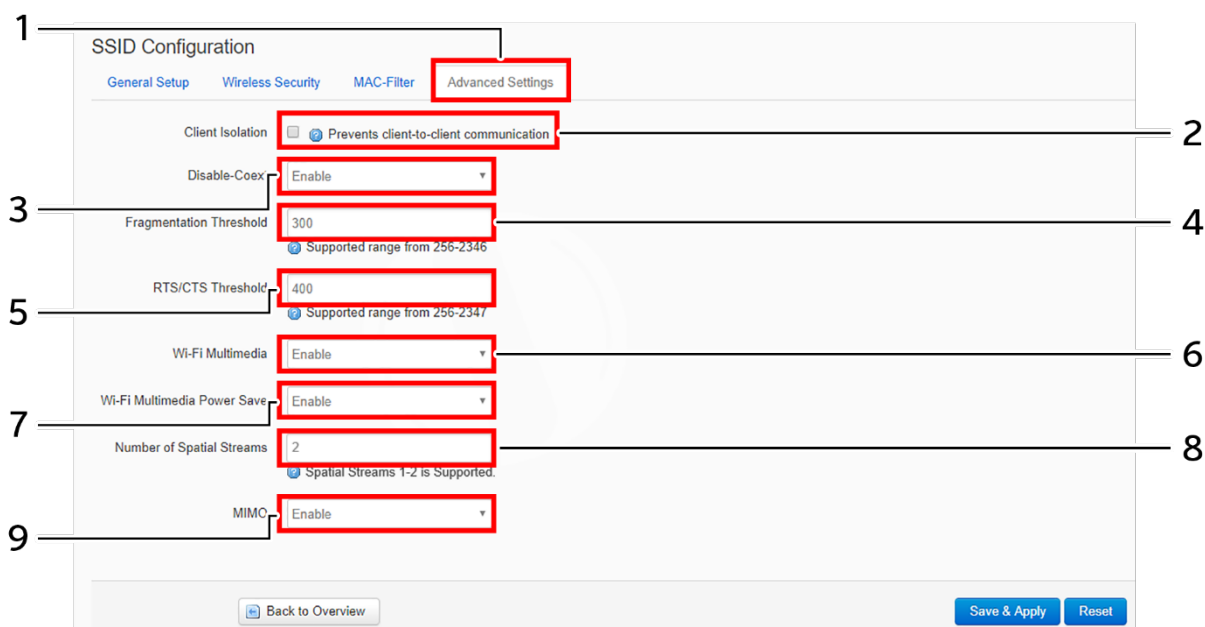 1
SSID Configuration
General Setup Wireless Security MAC-Filter Advanced Settings
Client Isolation Prevents client-to-client communication 2
Disable-Coex Enable
3
Fragmentation Threshold 300 4
Supported range from 256-2346
RTS/CTS Threshold 400
5
Supported range from 256-2347
Wi-Fi Multimedia Enable 6
Wi-Fi Multimedia Power Save Enable
7
Number of Spatial Streams 2 8
Spatial Streams 1-2 is Supported.
MIMO Enable
9
Back to Overview Save & Apply Reset